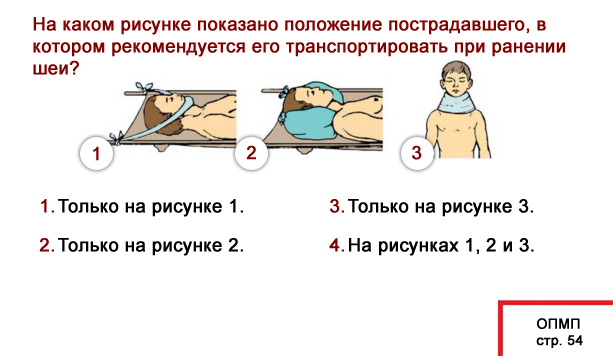 На каком рисунке показано положение пострадавшего, в
котором рекомендуется его транспортировать при ранении
шеи?
1
2
3
1. Только на рисунке 1.
3. Только на рисунке 3.
2. Только на рисунке 2.
4. На рисунках 1, 2 и 3.
ОПМП
стр. 54